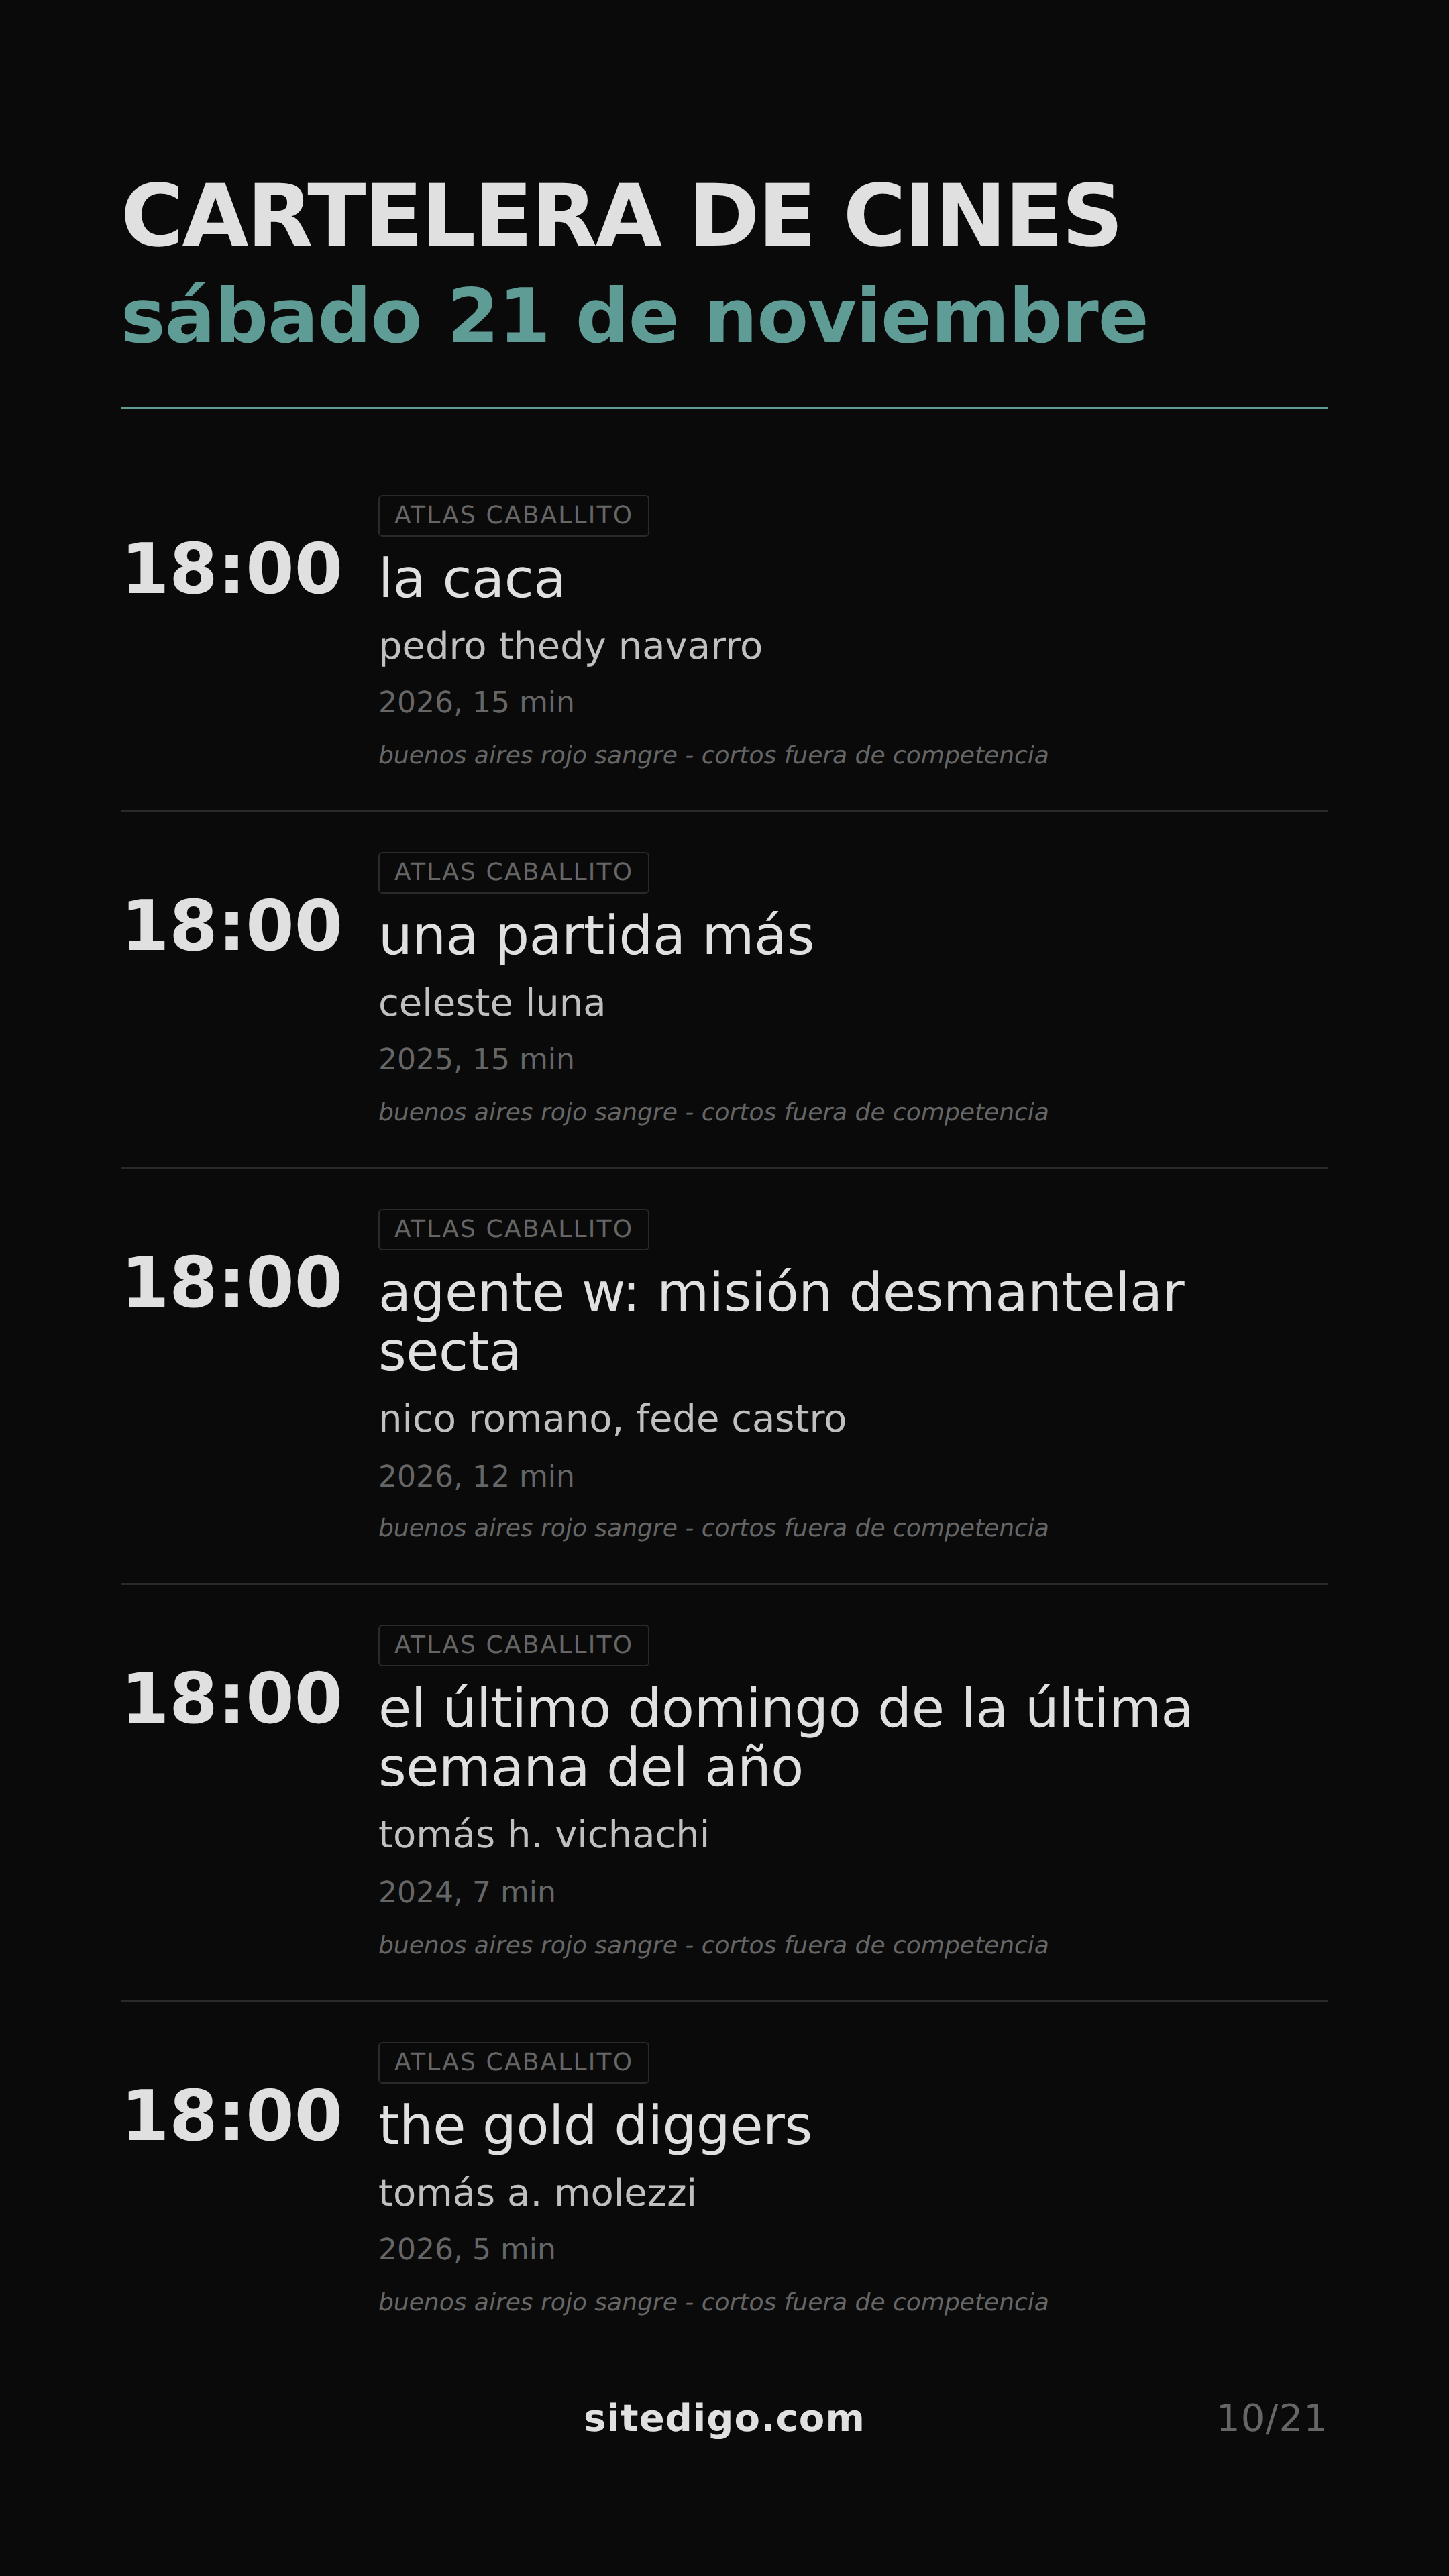 CARTELERA DE CINES
sábado 21 de noviembre
ATLAS CABALLITO
18:00
la caca
pedro thedy navarro
2026, 15 min
buenos aires rojo sangre - cortos fuera de competencia
ATLAS CABALLITO
18:00
una partida más
celeste luna
2025, 15 min
buenos aires rojo sangre - cortos fuera de competencia
ATLAS CABALLITO
18:00
agente w: misión desmantelar
secta
nico romano, fede castro
2026, 12 min
buenos aires rojo sangre - cortos fuera de competencia
ATLAS CABALLITO
18:00
el último domingo de la última
semana del año
tomás h. vichachi
2024, 7 min
buenos aires rojo sangre - cortos fuera de competencia
ATLAS CABALLITO
18:00
the gold diggers
tomás a. molezzi
2026, 5 min
buenos aires rojo sangre - cortos fuera de competencia
sitedigo.com
10/21